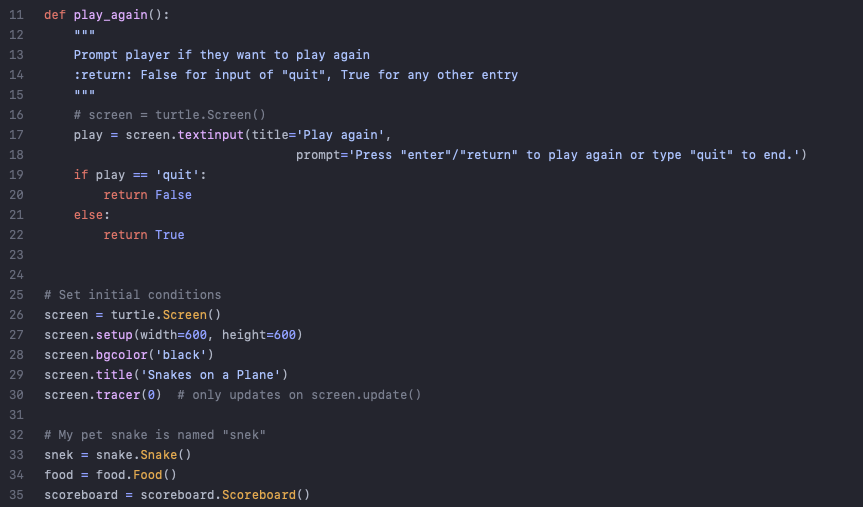 11 def play_again():
12     """
13     Prompt player if they want to play again
14     :return: False for input of "quit", True for any other entry
15     """
16     # screen = turtle.Screen()
17     play = screen.textinput(title='Play again',
18                                   prompt='Press "enter"/"return" to play again or type "quit" to end.')
19     if play == 'quit':
20         return False
21     else:
22         return True
23
24
25 # Set initial conditions
26 screen = turtle.Screen()
27 screen.setup(width=600, height=600)
28 screen.bgcolor('black')
29 screen.title('Snakes on a Plane')
30 screen.tracer(0)  # only updates on screen.update()
31
32 # My pet snake is named "snek"
33 snek = snake.Snake()
34 food = food.Food()
35 scoreboard = scoreboard.Scoreboard()